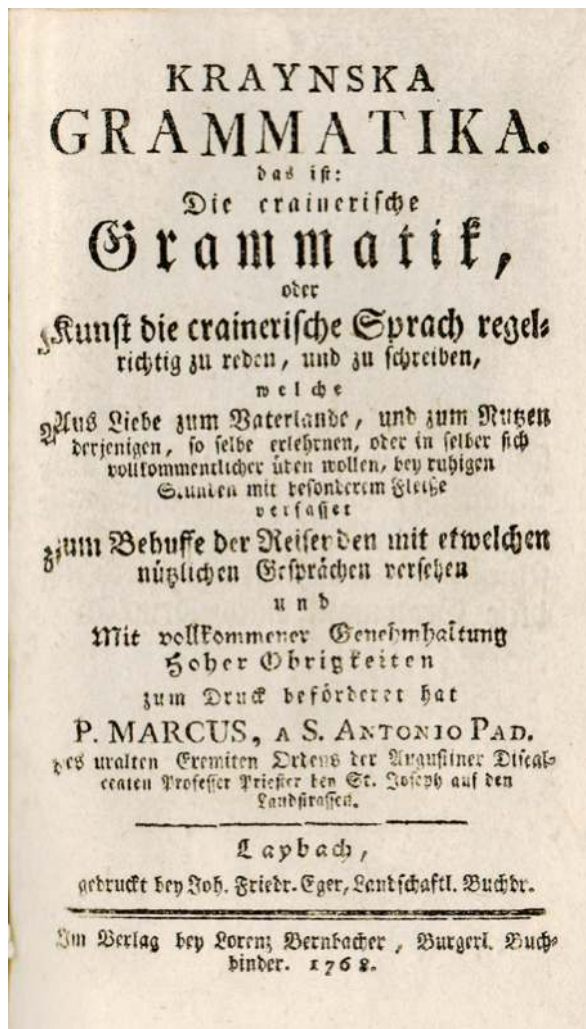 KRAYNSKA
GRAMMATIKA.
das ist:
Die crainerische
Grammatik,
oder
Kunst die crainerische Sprach regel-
richtig zu reden, und zu schreiben,
welche
Aus Liebe zum Vaterlande, und zum Nutzen
derjenigen, so selbe erlehrnen, oder in selber sich
vollkommentlicher üben wollen, bey ruhigen
Stunden mit besonderem Fleiße
verfasset
zum Behuffe der Reisenden mit etwelchen
nützlichen Gesprächen versehen
und
Mit vollkommener Genehmhaltung
Hoher Obrigkeiten
zum Druck beförderet hat
P. MARCUS, A S. ANTONIO PAD.
des uralten Eremiten Ordens der Augustiner Discal-
ceaten Professer Priester bey St. Joseph auf den
Landstrassen.
Laybach,
gedruckt bey Joh. Friedr. Eger, Landschaftl. Buchdr.
Im Verlag bey Lorenz Bernbacher, Burgerl. Buch-
binder. 1768.